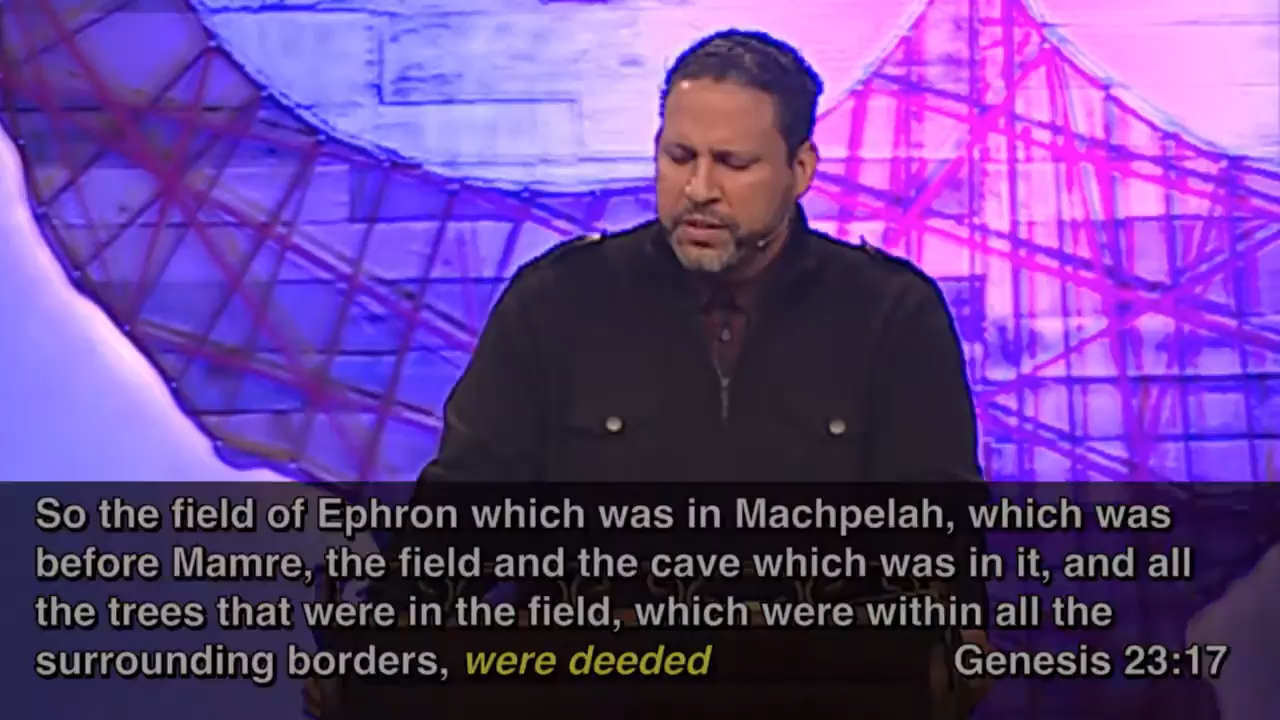 So the field of Ephron which was in Machpelah, which was
before Mamre, the field and the cave which was in it, and all
the trees that were in the field, which were within all the
surrounding borders, were deeded
Genesis 23:17